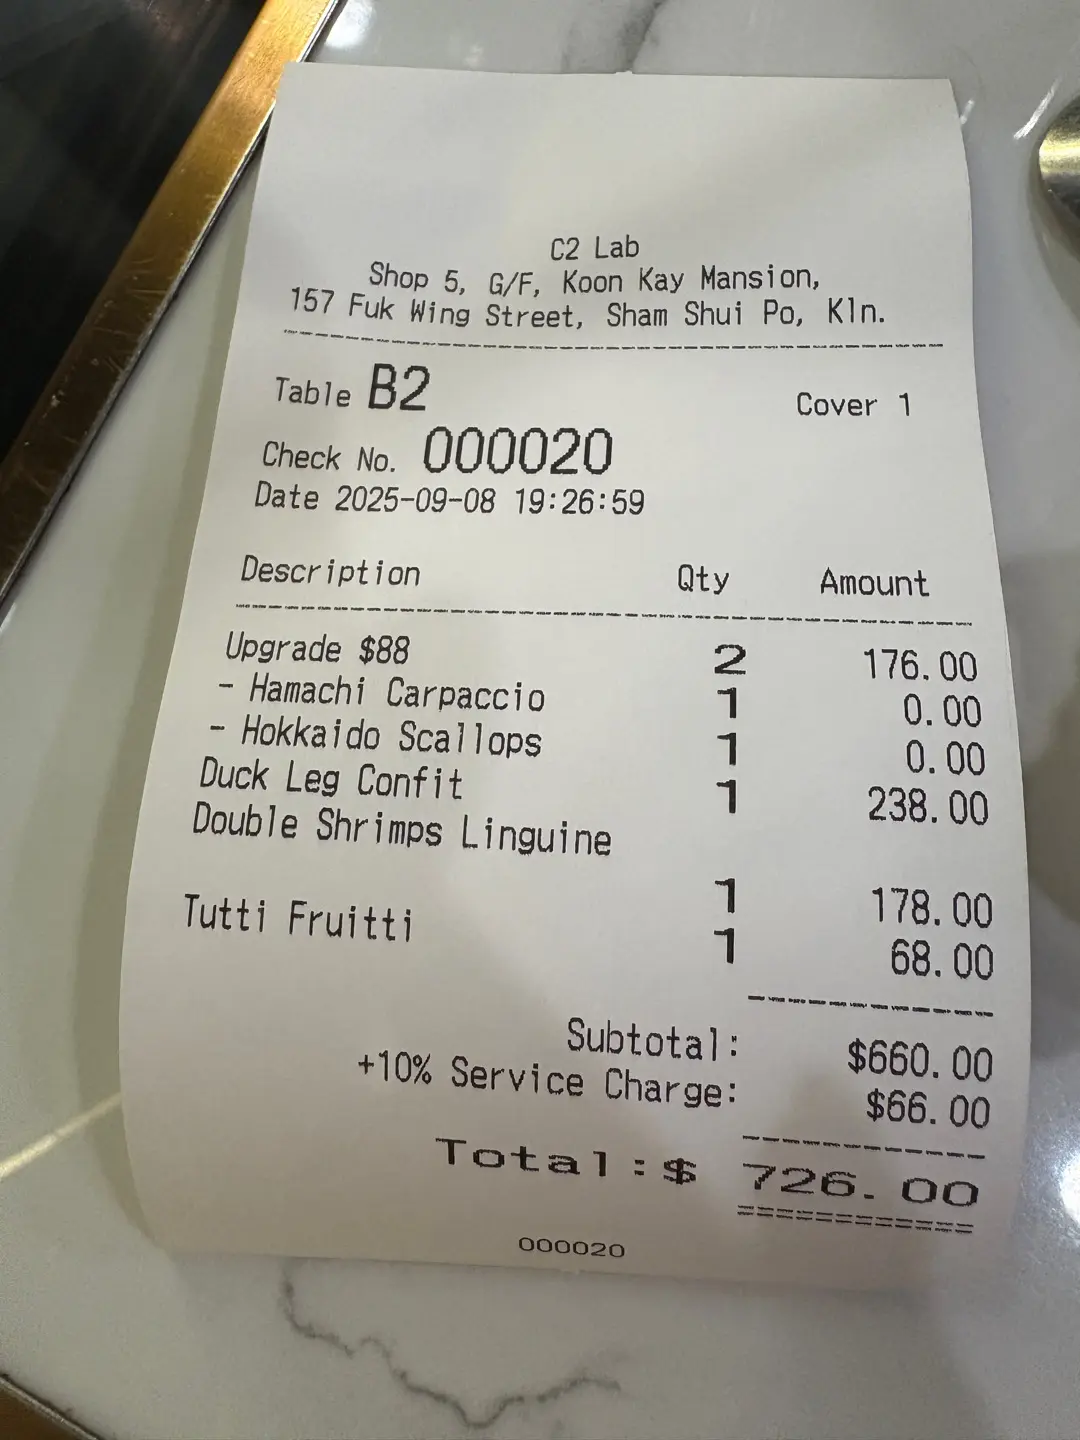 C2 Lab
Shop 5, G/F, Koon Kay Mansion,
157 Fuk Wing Street, Sham Shui Po, Kln.
Table B2 Cover 1
Check No. 000020
Date 2025-09-08 19:26:59
Description Qty Amount
Upgrade $88 2 176.00
- Hamachi Carpaccio 1 0.00
- Hokkaido Scallops 1 0.00
Duck Leg Confit 1 238.00
Double Shrimps Linguine
1 178.00
Tutti Fruitti 1 68.00
Subtotal: $660.00
+10% Service Charge: $66.00
Total:$ 726.00
000020